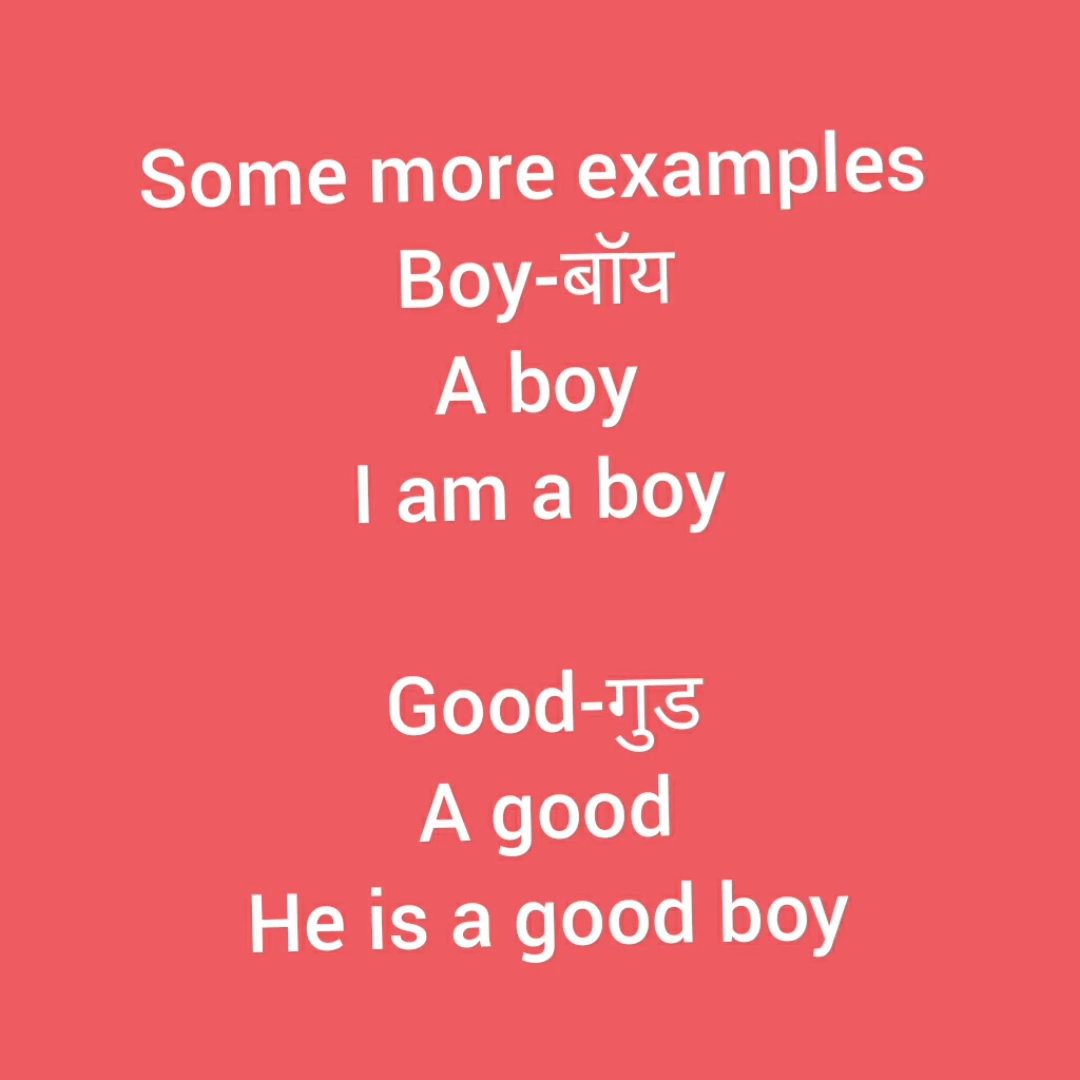 Some more examples
Boy-बॉय
A boy
I am a boy
Good-गुड
A good
He is a good boy